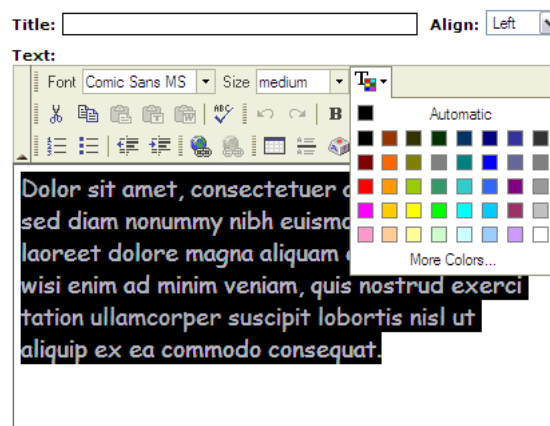 Title: Align: Left
Text:
Font Comic Sans MS Size medium T
Automatic
B
Dolor sit amet, consectetuer
sed diam nonummy nibh euismo
laoreet dolore magna aliquam
wisi enim ad minim veniam, quis nostrud exerci
tation ullamcorper suscipit lobortis nisl ut
aliquip ex ea commodo consequat.
More Colors...